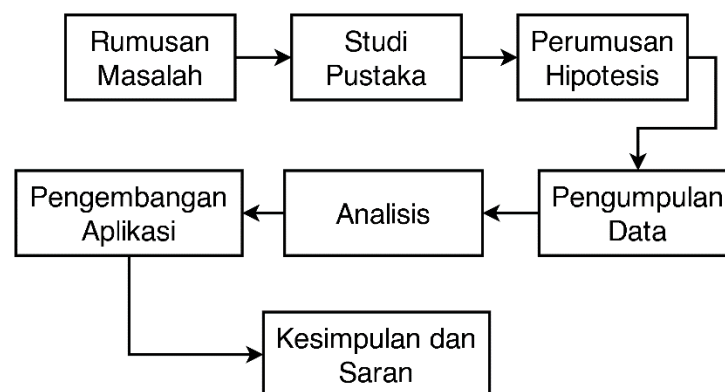 Rumusan
Masalah
Studi
Pustaka
Perumusan
Hipotesis
Pengembangan
Aplikasi
Analisis
Pengumpulan
Data
Kesimpulan dan
Saran